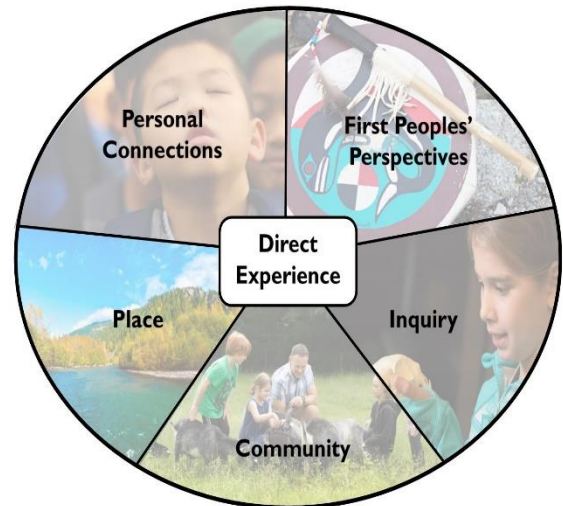 Personal
Connections
First Peoples'
Perspectives
Direct
Experience
Place
Inquiry
Community